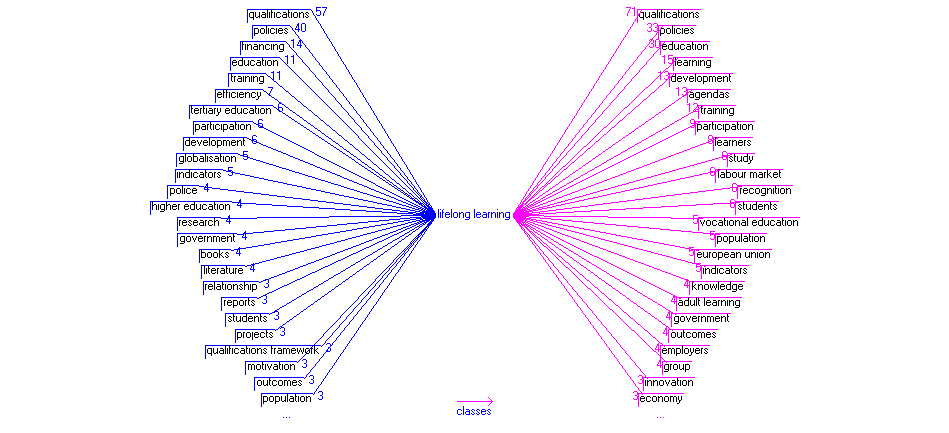 qualifications 57
policies 40
financing 14
education 11
training 11
efficiency 7
tertiary education 6
participation 6
development 6
globalisation 5
indicators 5
police 4
higher education 4
research 4
government 4
books 4
literature 4
relationship 3
reports 3
students 3
projects 3
qualifications framework 3
motivation 3
outcomes 3
population 3
...
lifelong learning
classes
71 qualifications
33 policies
30 education
15 learning
13 development
13 agendas
12 training
9 participation
8 learners
6 study
6 labour market
6 recognition
6 students
5 vocational education
5 population
5 european union
5 indicators
4 knowledge
4 adult learning
4 government
4 outcomes
4 employers
4 group
3 innovation
3 economy
...